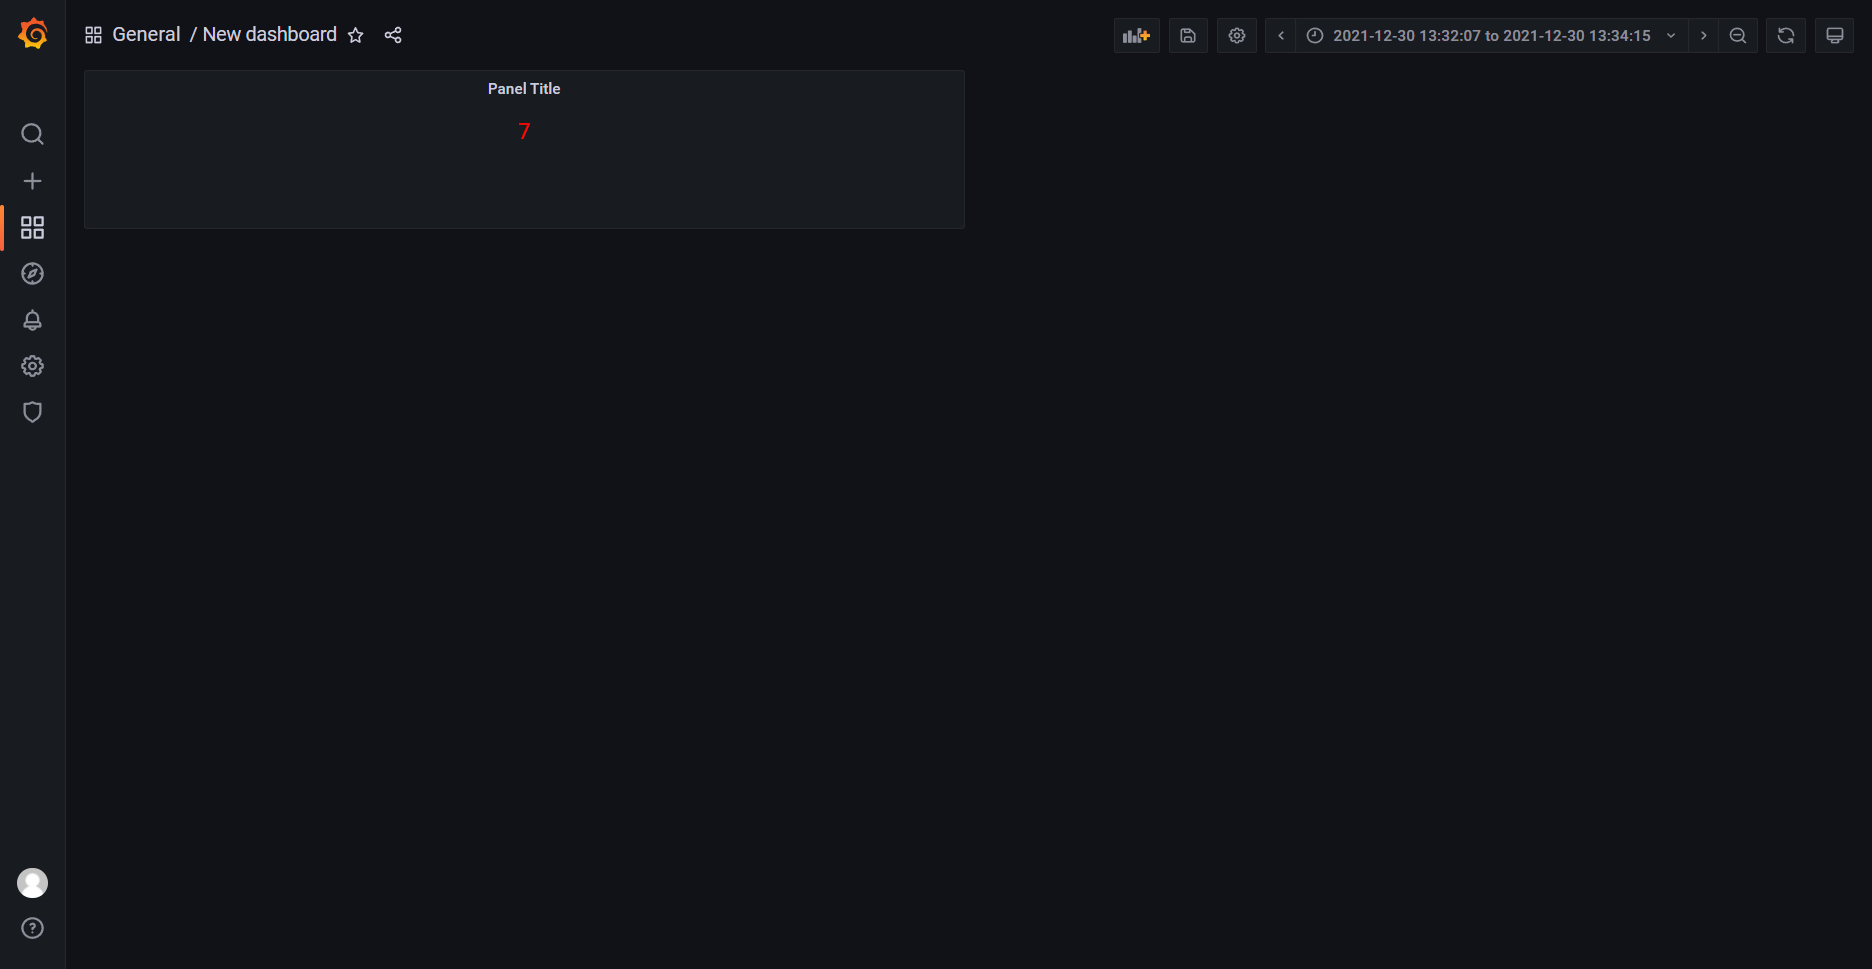 General / New dashboard
2021-12-30 13:32:07 to 2021-12-30 13:34:15
Panel Title
7